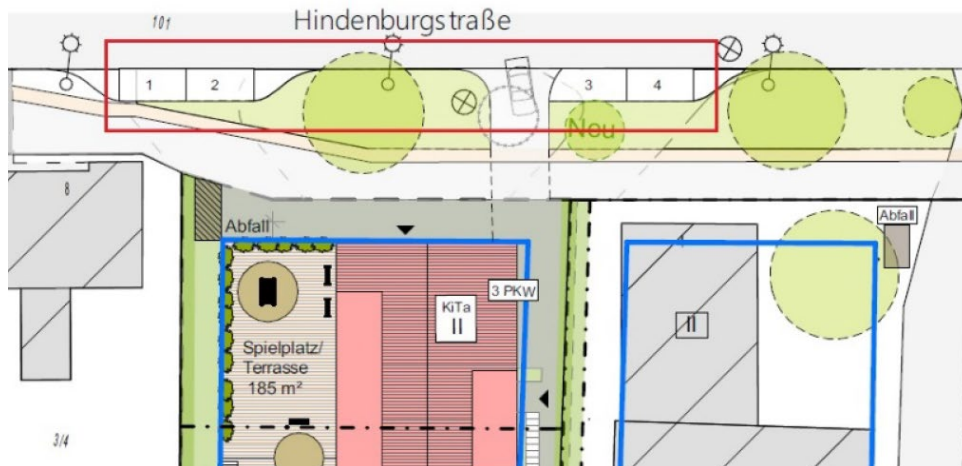 101
Hindenburgstraße
1
2
3
4
Neu
8
Abfall
Abfall
3 PKW
KiTa
II
II
Spielplatz/
Terrasse
185 m²
3/4